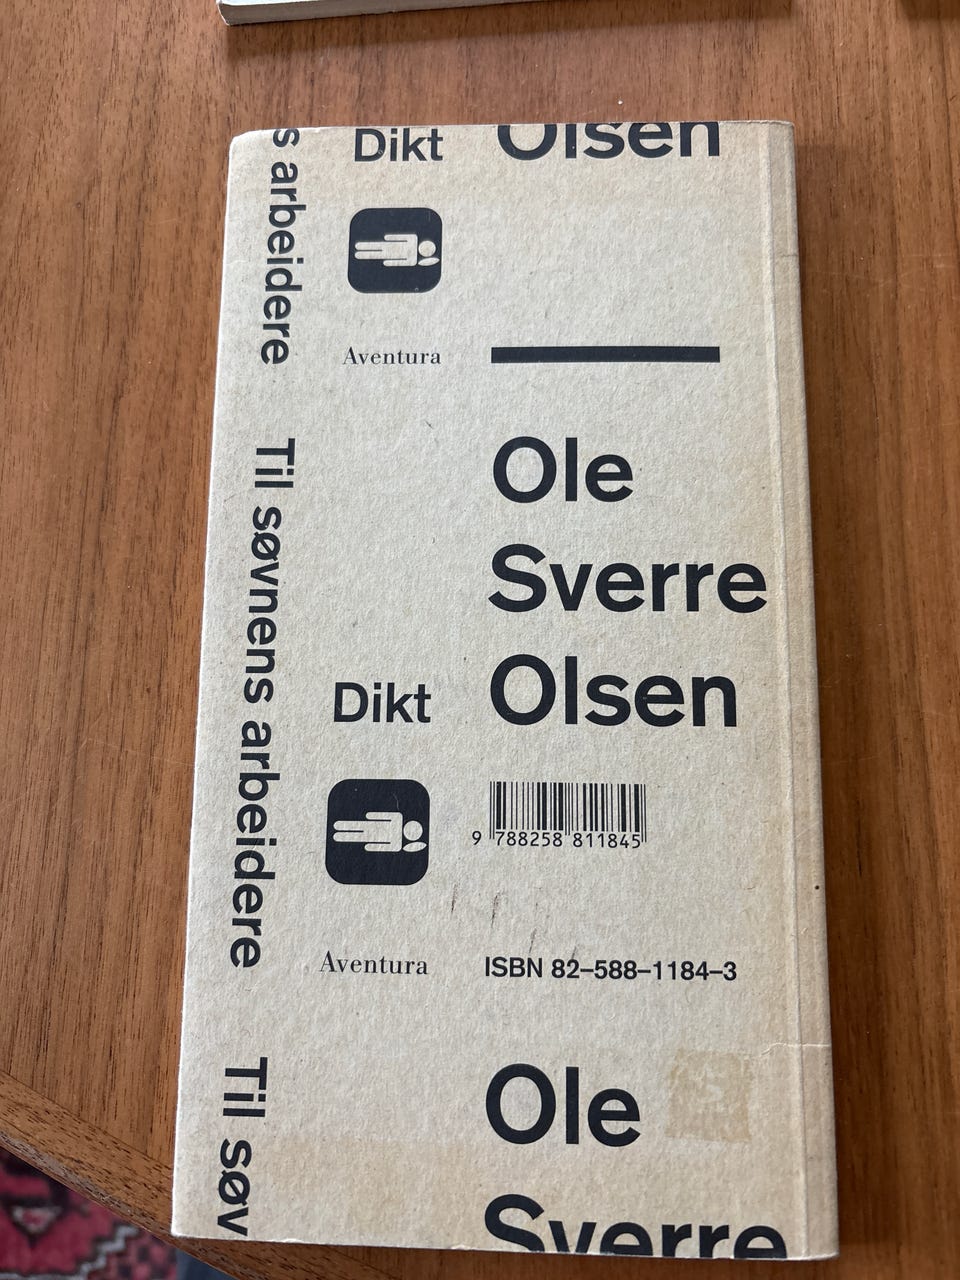 s arbeidere
Dikt
Olsen
Aventura
Til søvnens arbeidere
Ole
Sverre
Olsen
Dikt
9 788258 811845
Aventura
ISBN 82–588–1184–3
Til søv
Ole
Sverre